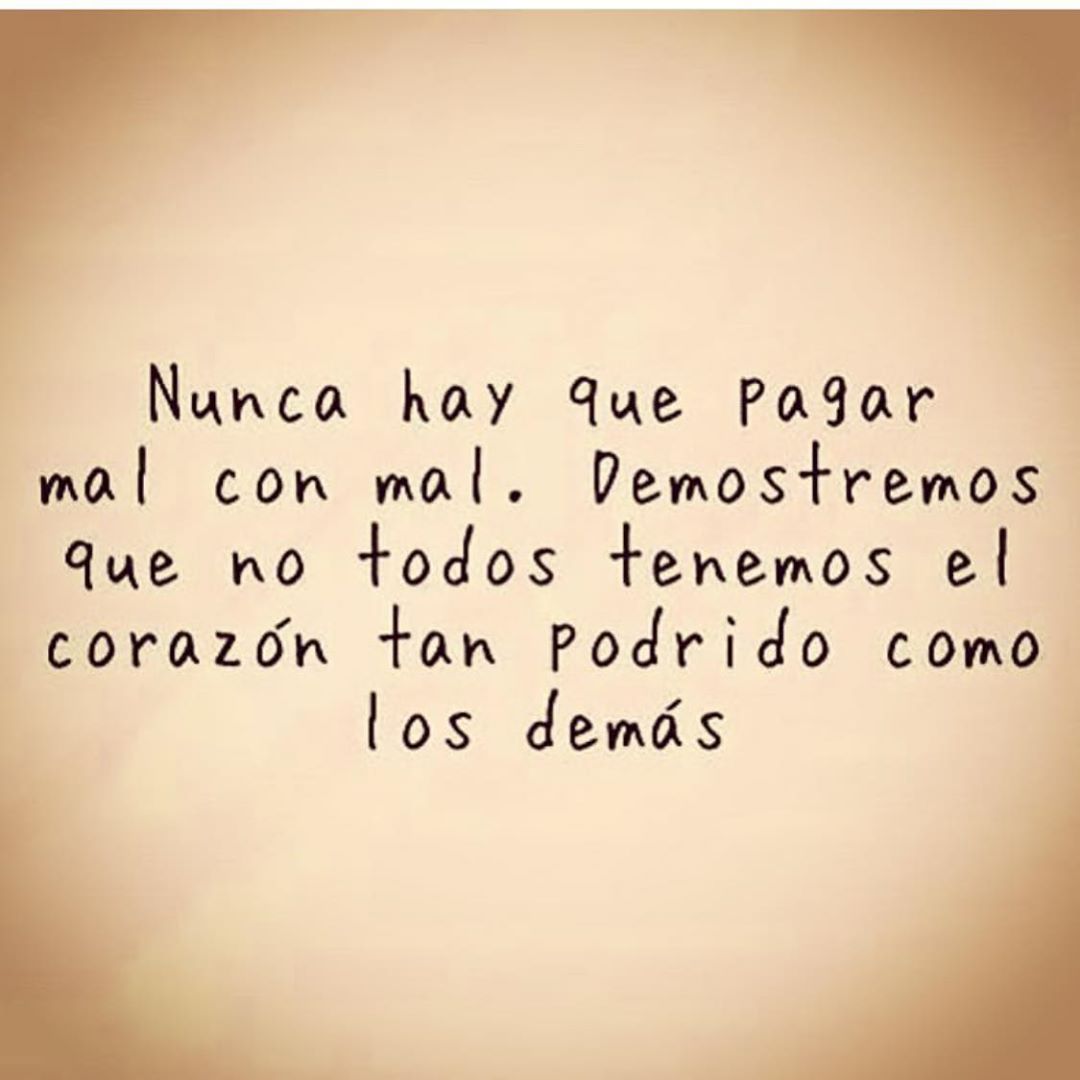 Nunca hay que pagar
mal con mal. Demostremos
que no todos tenemos el
corazón tan podrido como
los demás